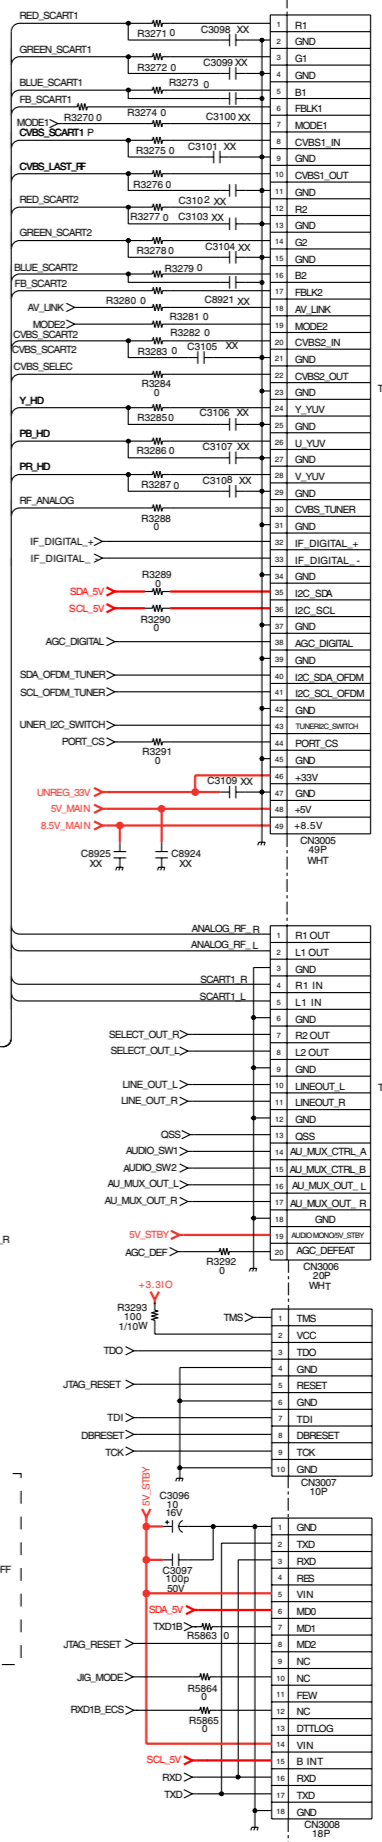 RED_SCART1
R3271 0
C3098 XX
1 R1
2 GND
GREEN_SCART1
R3272 0
C3099 XX
3 G1
4 GND
BLUE_SCART1
R3273 0
5 B1
FB_SCART1
R3270 0
R3274 0
C3100 XX
6 FBLK1
MODE1
7 MODE1
CVBS_SCART1 P
R3275 0
C3101 XX
8 CVBS1_IN
9 GND
CVBS_LAST_RF
R3276 0
10 CVBS1_OUT
11 GND
RED_SCART2
C3102 XX
R3277 0
C3103 XX
12 R2
13 GND
GREEN_SCART2
R3278 0
C3104 XX
14 G2
15 GND
BLUE_SCART2
R3279 0
16 B2
FB_SCART2
R3280 0
C8921 XX
17 FBLK2
AV_LINK
18 AV_LINK
MODE2
R3281 0
19 MODE2
CVBS_SCART2
R3282 0
20 CVBS2_IN
CVBS_SCART2
R3283 0
C3105 XX
21 GND
CVBS_SELEC
R3284
0
22 CVBS2_OUT
23 GND
Y_HD
R3285 0
C3106 XX
24 Y_YUV
25 GND
PB_HD
R3286 0
C3107 XX
26 U_YUV
27 GND
PR_HD
R3287 0
C3108 XX
28 V_YUV
29 GND
RF_ANALOG
R3288
0
30 CVBS_TUNER
31 GND
IF_DIGITAL_+
32 IF_DIGITAL_+
IF_DIGITAL_
33 IF_DIGITAL_-
34 GND
R3289
0
SDA_5V
35 I2C_SDA
SCL_5V
R3290
0
36 I2C_SCL
37 GND
AGC_DIGITAL
38 AGC_DIGITAL
39 GND
SDA_OFDM_TUNER
40 I2C_SDA_OFDM
SCL_OFDM_TUNER
41 I2C_SCL_OFDM
42 GND
UNER_I2C_SWITCH
43 TUNERI2C_SWITCH
PORT_CS
R3291
0
44 PORT_CS
45 GND
46 +33V
UNREG_33V
C3109 XX
47 GND
5V_MAIN
48 +5V
8.5V_MAIN
49 +8.5V
C8925
XX
C8924
XX
CN3005
49P
WHT
T
ANALOG_RF_R
1 R1 OUT
ANALOG_RF_L
2 L1 OUT
3 GND
SCART1_R
4 R1 IN
SCART1_L
5 L1 IN
6 GND
SELECT_OUT_R
7 R2 OUT
SELECT_OUT_L
8 L2 OUT
9 GND
LINE_OUT_L
10 LINEOUT_L
LINE_OUT_R
11 LINEOUT_R
12 GND
QSS
13 QSS
AUDIO_SW1
14 AU_MUX_CTRL_A
AUDIO_SW2
15 AU_MUX_CTRL_B
AU_MUX_OUT_L
16 AU_MUX_OUT_L
AU_MUX_OUT_R
17 AU_MUX_OUT_R
18 GND
5V_STBY
19 AUDIO MONO/5V_STBY
AGC_DEF
R3292
0
20 AGC_DEFEAT
CN3006
20P
WHT
T
_R
+3.3IO
R3293
100
1/10W
TMS
1 TMS
2 VCC
TDO
3 TDO
4 GND
JTAG_RESET
5 RESET
6 GND
TDI
7 TDI
DBRESET
8 DBRESET
TCK
9 TCK
10 GND
CN3007
10P
5V_STBY
C3096
10
16V
1 GND
2 TXD
C3097
100p
50V
3 RXD
4 RES
5 VIN
SDA_5V
6 MD0
TXD1B
R5863 0
7 MD1
JTAG_RESET
8 MD2
9 NC
JIG_MODE
R5864
0
10 NC
11 FEW
RXD1B_ECS
R5865
0
12 NC
13 DTTLOG
14 VIN
SCL_5V
15 B INT
RXD
16 RXD
TXD
17 TXD
18 GND
CN3008
18P
FF